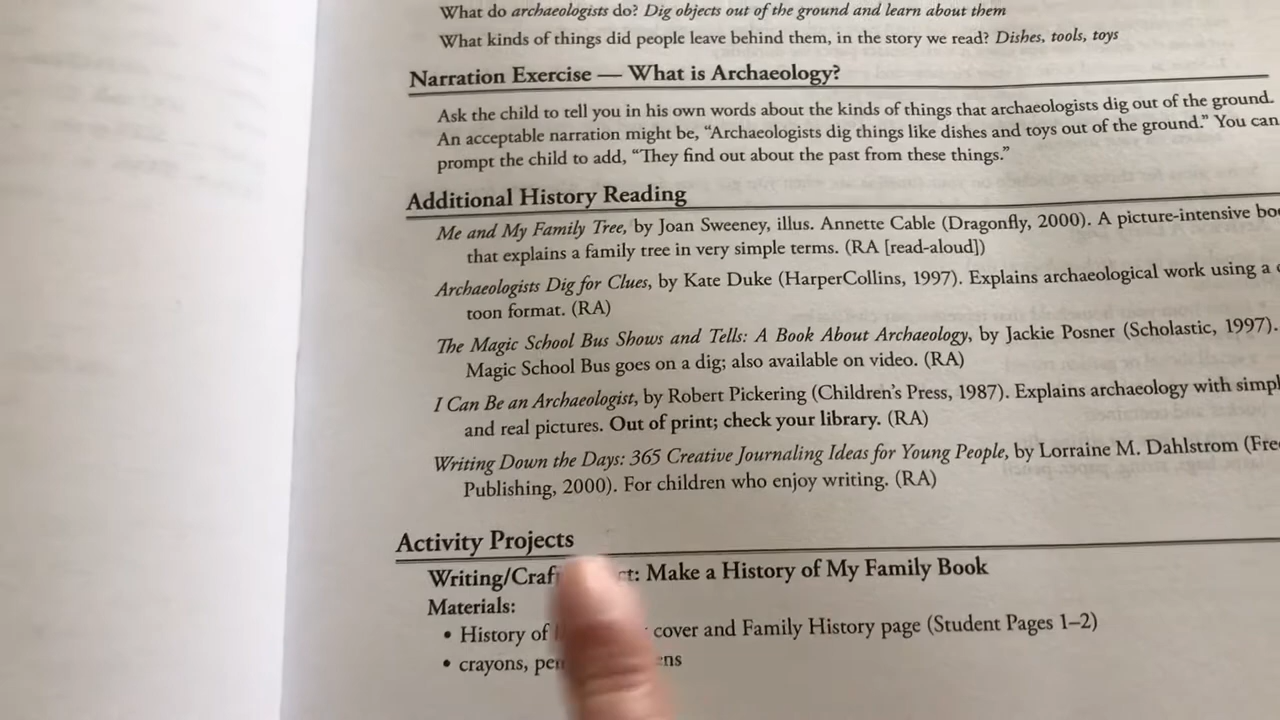 What do archaeologists do? Dig objects out of the ground and learn about them
What kinds of things did people leave behind them, in the story we read? Dishes, tools, toys
Narration Exercise — What is Archaeology?
Ask the child to tell you in his own words about the kinds of things that archaeologists dig out of the ground.
An acceptable narration might be, “Archaeologists dig things like dishes and toys out of the ground.” You can
prompt the child to add, “They find out about the past from these things.”
Additional History Reading
Me and My Family Tree, by Joan Sweeney, illus. Annette Cable (Dragonfly, 2000). A picture-intensive
that explains a family tree in very simple terms. (RA [read-aloud])
Archaeologists Dig for Clues, by Kate Duke (HarperCollins, 1997). Explains archaeological work using a
toon format. (RA)
The Magic School Bus Shows and Tells: A Book About Archaeology, by Jackie Posner (Scholastic, 1997).
Magic School Bus goes on a dig; also available on video. (RA)
I Can Be an Archaeologist, by Robert Pickering (Children’s Press, 1987). Explains archaeology with
and real pictures. Out of print; check your library. (RA)
Writing Down the Days: 365 Creative Journaling Ideas for Young People, by Lorraine M. Dahlstrom
Publishing, 2000). For children who enjoy writing. (RA)
Activity Projects
Make a History of My Family Book
Materials:
• History of cover and Family History page (Student Pages 1–2)
• crayons,